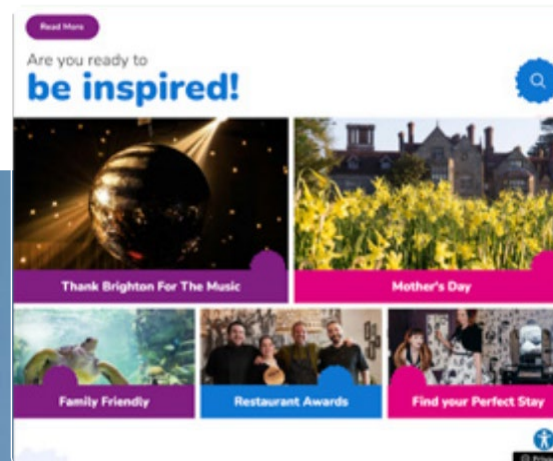 Read More
Are you ready to
be inspired!
Thank Brighton For The Music
Mother's Day
Family Friendly
Restaurant Awards
Find your Perfect Stay